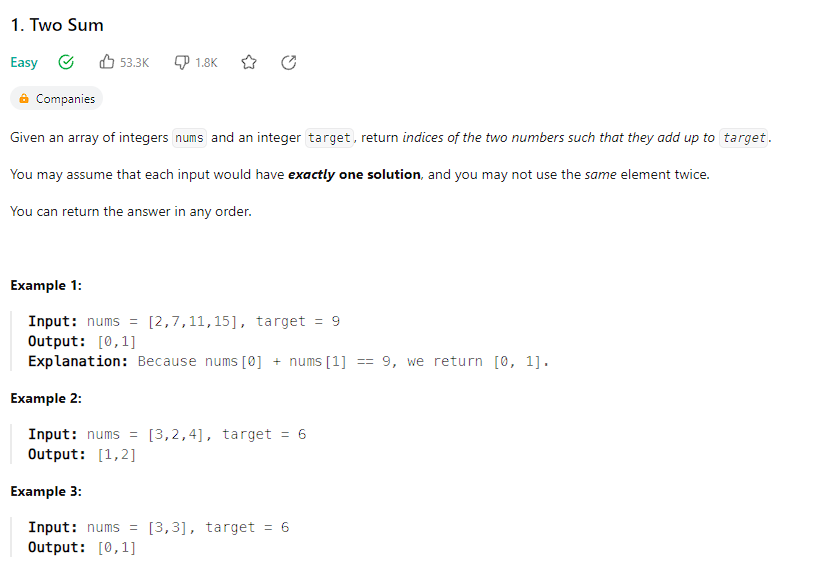 1. Two Sum
Easy 53.3K 1.8K
Companies
Given an array of integers nums and an integer target, return indices of the two numbers such that they add up to target.
You may assume that each input would have exactly one solution, and you may not use the same element twice.
You can return the answer in any order.
Example 1:
Input: nums = [2,7,11,15], target = 9
Output: [0,1]
Explanation: Because nums[0] + nums[1] == 9, we return [0, 1].
Example 2:
Input: nums = [3,2,4], target = 6
Output: [1,2]
Example 3:
Input: nums = [3,3], target = 6
Output: [0,1]